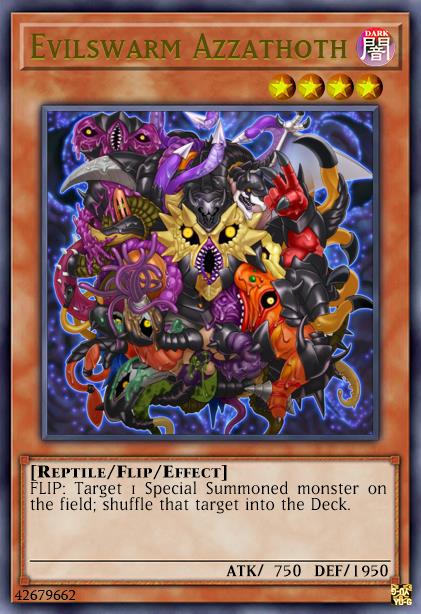 Evilswarm Azzathoth
DARK
闇
[Reptile/Flip/Effect]
FLIP: Target 1 Special Summoned monster on
the field; shuffle that target into the Deck.
ATK/ 750 DEF/1950
42679662